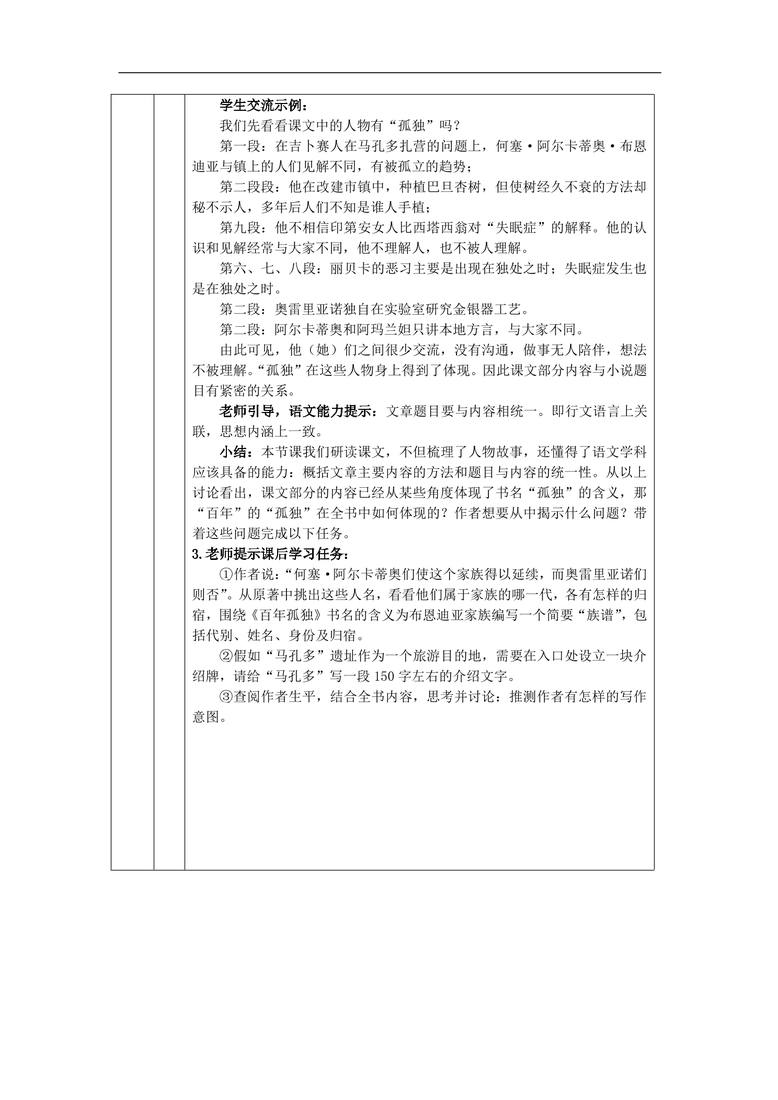 学生交流示例：
我们先看看课文中的人物有“孤独”吗？
第一段：在吉卜赛人在马孔多扎营的问题上，何塞·阿尔卡蒂奥·布恩
迪亚与镇上的人们见解不同，有被孤立的趋势；
第二段段：他在改建市镇中，种植巴旦杏树，但使树经久不衰的方法却
秘不示人，多年后人们不知是谁人手植；
第九段：他不相信印第安女人比西塔西翁对“失眠症”的解释。他的认
识和见解经常与大家不同，他不理解人，也不被人理解。
第六、七、八段：丽贝卡的恶习主要是出现在独处之时；失眠症发生也
是在独处之时。
第二段：奥雷里亚诺独自在实验室研究金银器工艺。
第二段：阿尔卡蒂奥和阿玛兰妲只讲本地方言，与大家不同。
由此可见，他（她）们之间很少交流，没有沟通，做事无人陪伴，想法
不被理解。“孤独”在这些人物身上得到了体现。因此课文部分内容与小说题
目有紧密的关系。
老师引导，语文能力提示：文章题目要与内容相统一。即行文语言上关
联，思想内涵上一致。
小结：本节课我们研读课文，不但梳理了人物故事，还懂得了语文学科
应该具备的能力：概括文章主要内容的方法和题目与内容的统一性。从以上
讨论看出，课文部分的内容已经从某些角度体现了书名“孤独”的含义，那
“百年”的“孤独”在全书中如何体现的？作者想要从中揭示什么问题？带
着这些问题完成以下任务。
3.老师提示课后学习任务：
①作者说：“何塞·阿尔卡蒂奥们使这个家族得以延续，而奥雷里亚诺们
则否”。从原著中挑出这些人名，看看他们属于家族的哪一代，各有怎样的归
宿，围绕《百年孤独》书名的含义为布恩迪亚家族编写一个简要“族谱”，包
括代别、姓名、身份及归宿。
②假如“马孔多”遗址作为一个旅游目的地，需要在入口处设立一块介
绍牌，请给“马孔多”写一段 150 字左右的介绍文字。
③查阅作者生平，结合全书内容，思考并讨论：推测作者有怎样的写作
意图。